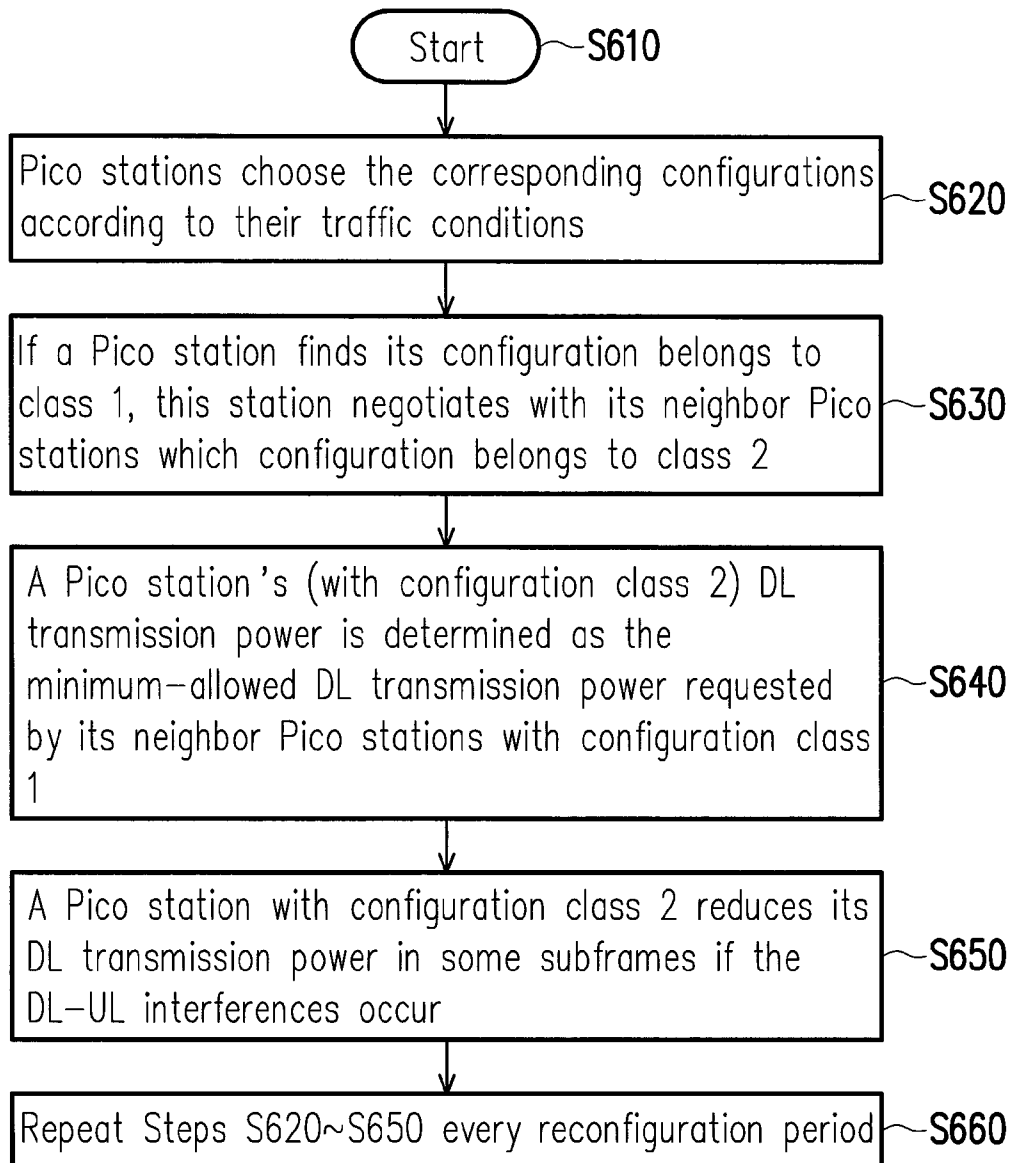 Start
S610
Pico stations choose the corresponding configurations
according to their traffic conditions
S620
If a Pico station finds its configuration belongs to
class 1, this station negotiates with its neighbor Pico
stations which configuration belongs to class 2
S630
A Pico station's (with configuration class 2) DL
transmission power is determined as the
minimum-allowed DL transmission power requested
by its neighbor Pico stations with configuration class
1
S640
A Pico station with configuration class 2 reduces its
DL transmission power in some subframes if the
DL-UL interferences occur
S650
Repeat Steps S620~S650 every reconfiguration period
S660